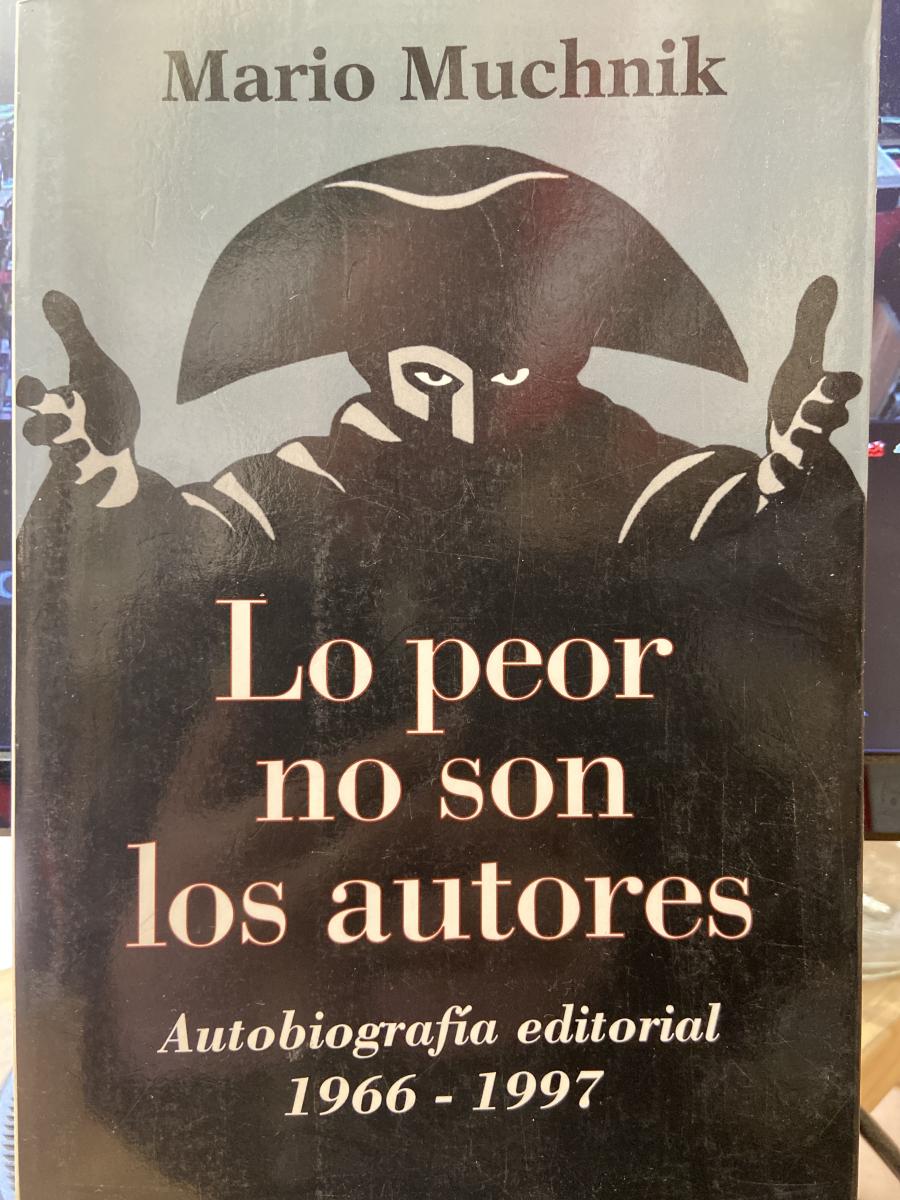 Mario Muchnik
Lo peor
no son
los autores
Autobiografía editorial
1966 - 1997